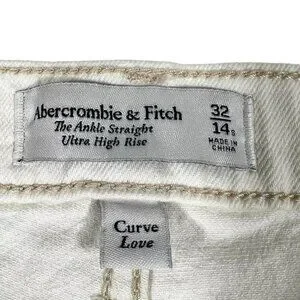 Abercrombie & Fitch
The Ankle Straight
Ultra High Rise
32
14s
MADE IN
CHINA
Curve
Love